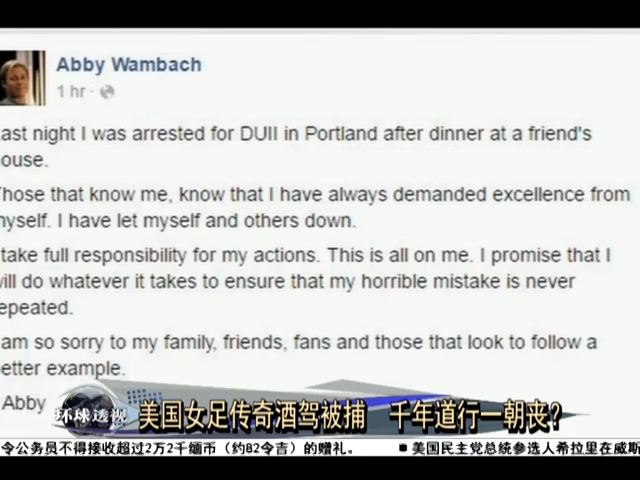 Abby Wambach
1 hr ·
ast night I was arrested for DUII in Portland after dinner at a friend's
ouse.
Those that know me, know that I have always demanded excellence from
myself. I have let myself and others down.
take full responsibility for my actions. This is all on me. I promise that I
will do whatever it takes to ensure that my horrible mistake is never
epeated.
am so sorry to my family, friends, fans and those that look to follow a
etter example.
Abby
环球透视
美国女足传奇酒驾被捕 千年道行一朝丧?
令公务员不得接收超过2万2千缅币（约82令吉）的赠礼。 ■ 美国民主党总统参选人希拉里在威斯